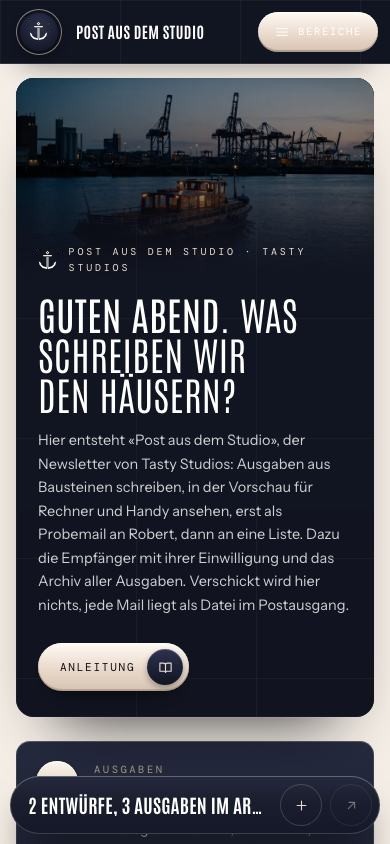 POST AUS DEM STUDIO
BEREICHE
POST AUS DEM STUDIO · TASTY
STUDIOS
GUTEN ABEND. WAS
SCHREIBEN WIR
DEN HÄUSERN?
Hier entsteht «Post aus dem Studio», der
Newsletter von Tasty Studios: Ausgaben aus
Bausteinen schreiben, in der Vorschau für
Rechner und Handy ansehen, erst als
Probemail an Robert, dann an eine Liste. Dazu
die Empfänger mit ihrer Einwilligung und das
Archiv aller Ausgaben. Verschickt wird hier
nichts, jede Mail liegt als Datei im Postausgang.
ANLEITUNG
AUSGABEN
2 ENTWÜRFE, 3 AUSGABEN IM AR…